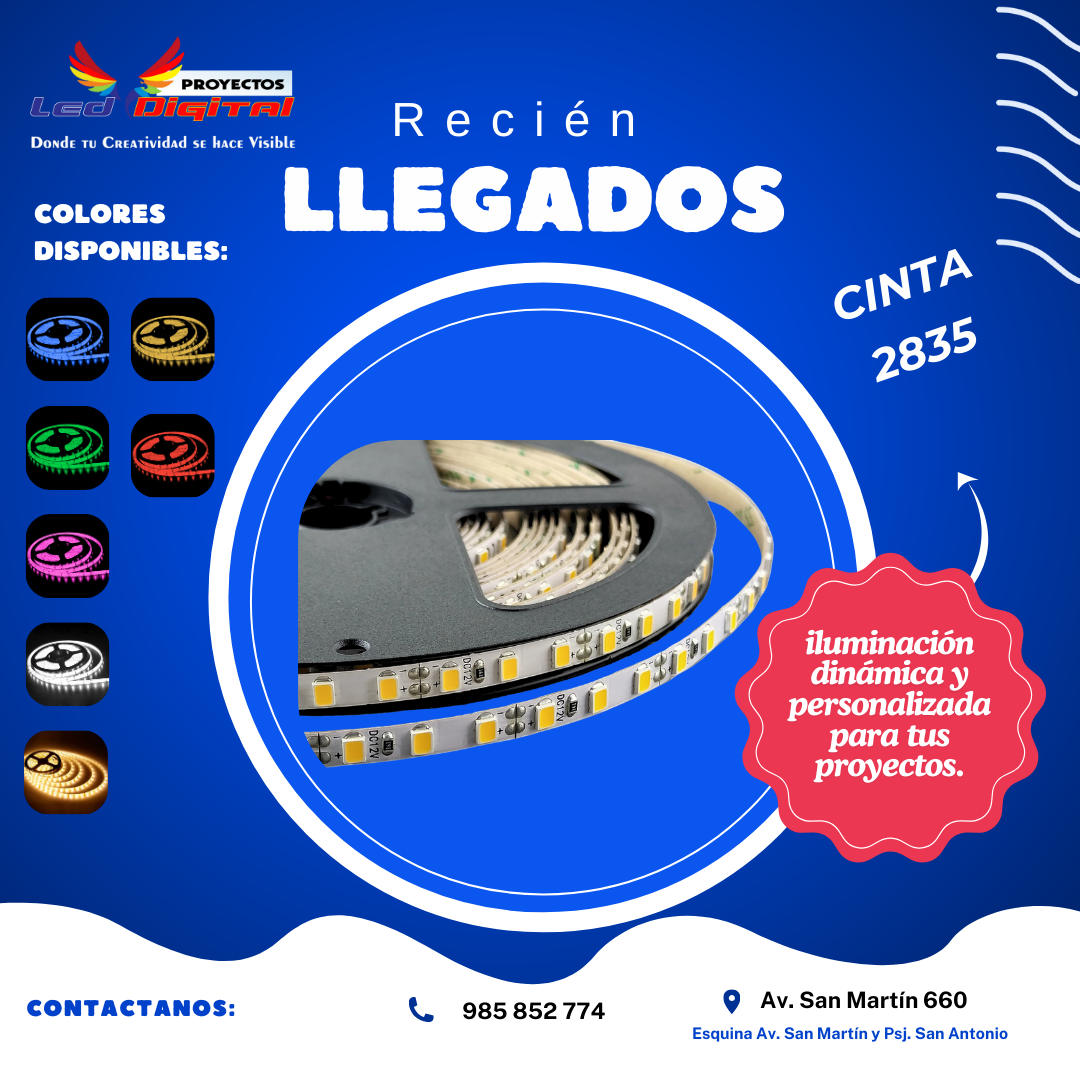 PROYECTOS
Led Digital
Donde tu Creatividad se hace Visible
Recién
LLEGADOS
COLORES
DISPONIBLES:
CINTA
2835
DC12V
DC12V
DC12V
DC12V
iluminación
dinámica y
personalizada
para tus
proyectos.
CONTACTANOS:
985 852 774
Av. San Martín 660
Esquina Av. San Martín y Psj. San Antonio